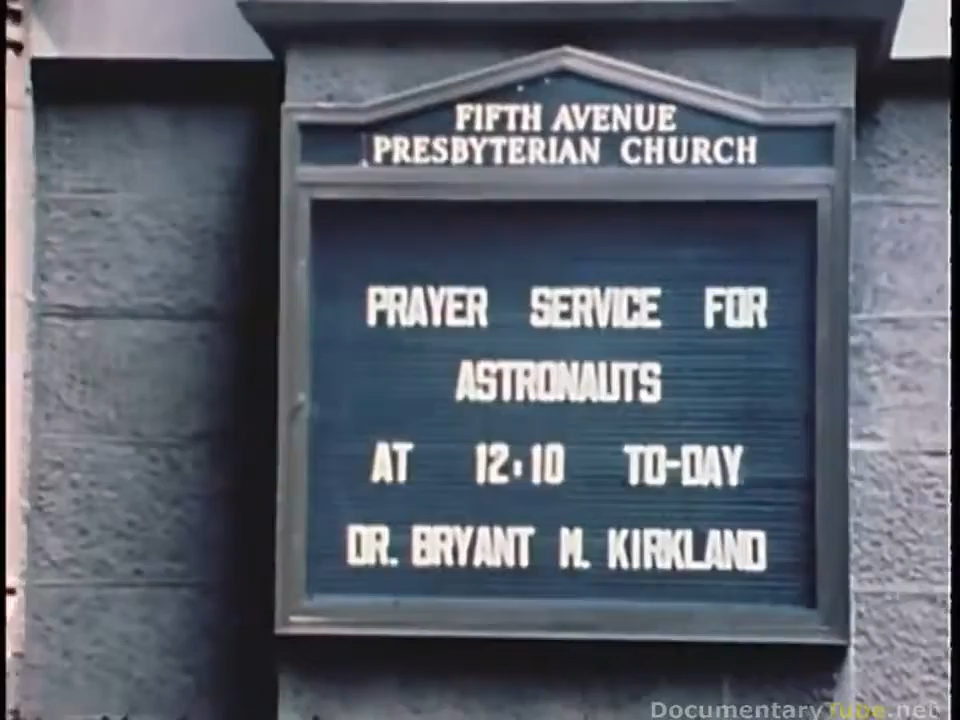 FIFTH AVENUE
PRESBYTERIAN CHURCH
PRAYER SERVICE FOR
ASTRONAUTS
AT 12:10 TO-DAY
DR. BRYANT M. KIRKLAND
DocumentaryTube.net